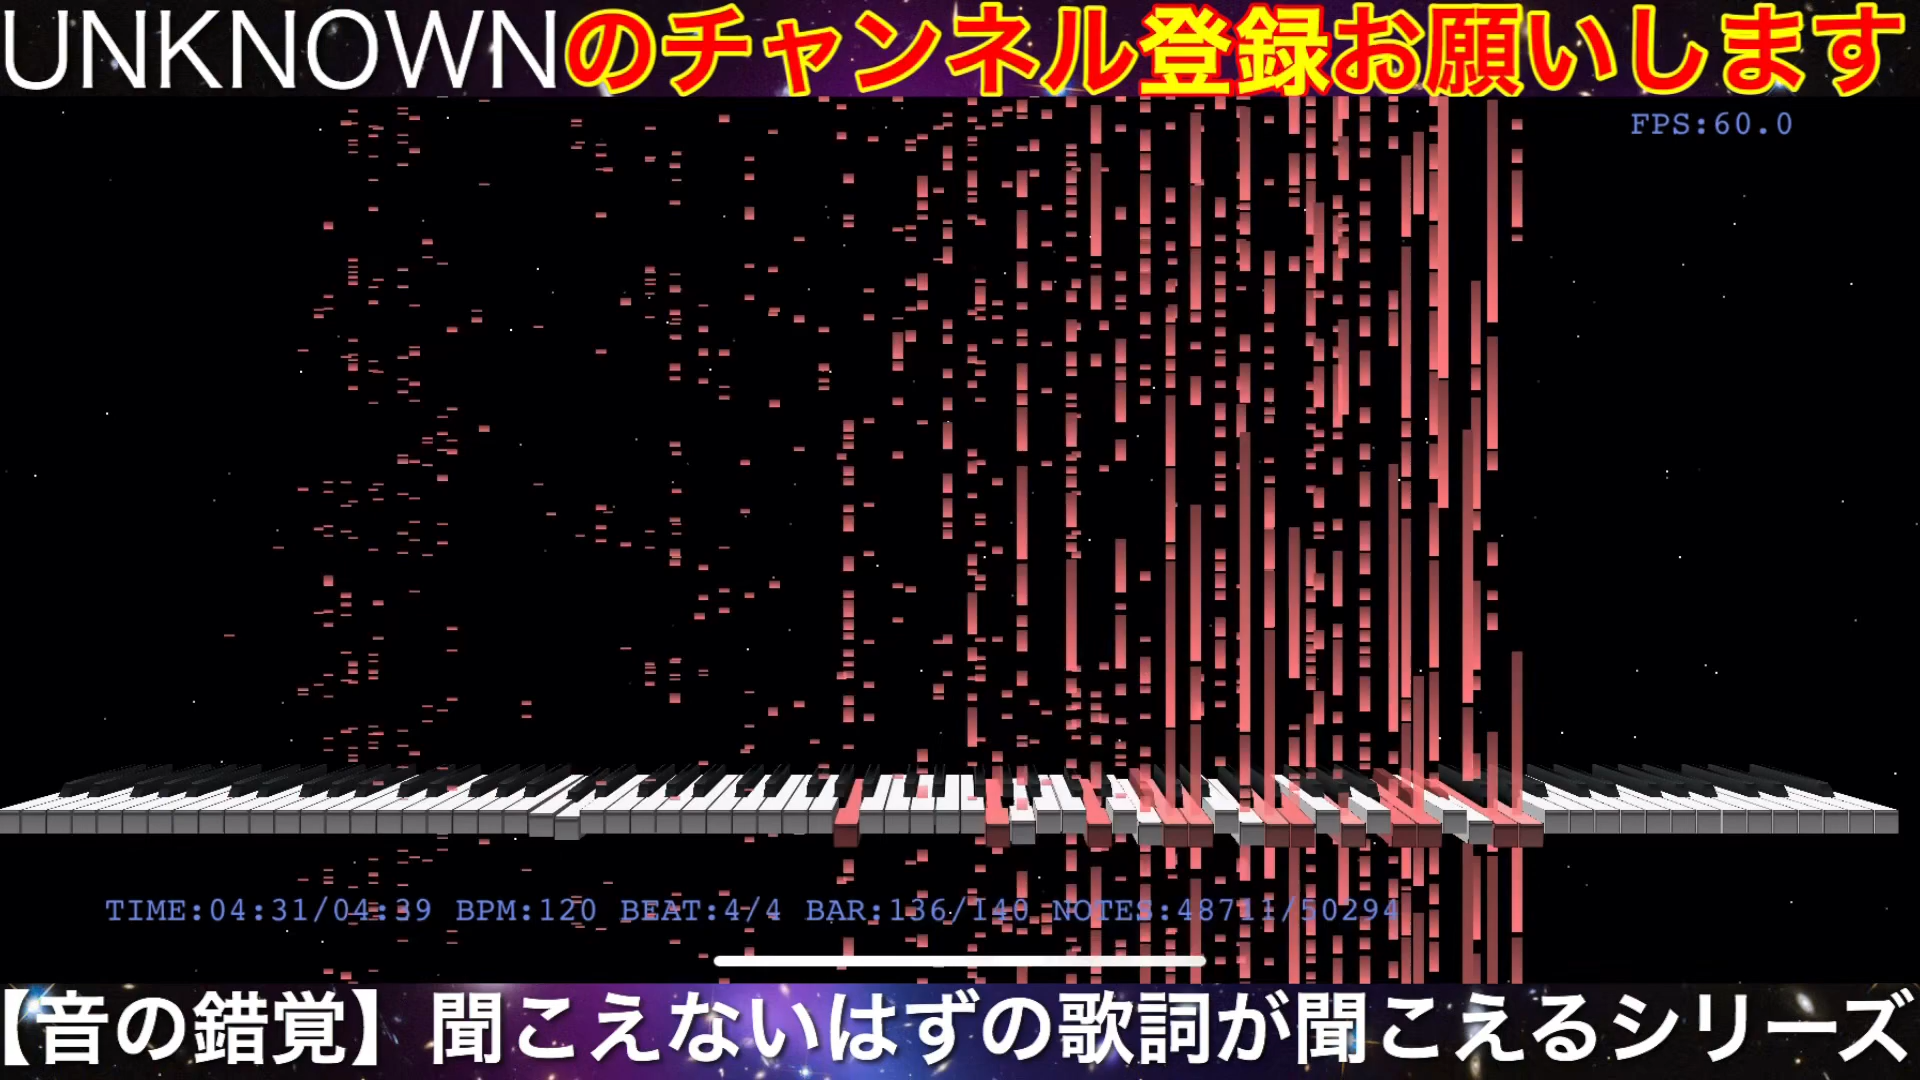 UNKNOWNのチャンネル登録お願いします
FPS:60.0
TIME:04:31/04:39 BPM:120 BEAT:4/4 BAR:136/140 NOTES:48711/50294
【音の錯覚】聞こえないはずの歌詞が聞こえるシリーズ